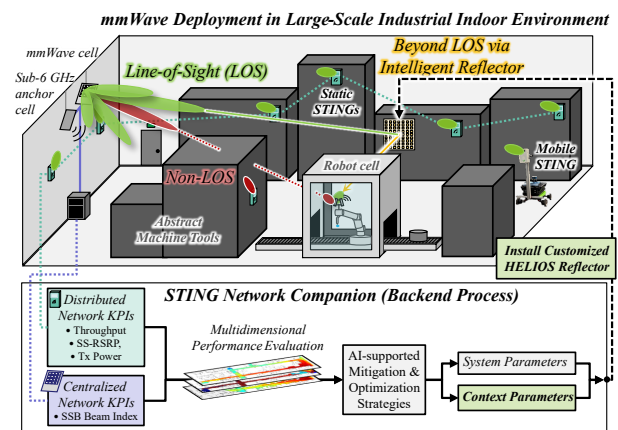 mmWave Deployment in Large-Scale Industrial Indoor Environment
mmWave cell
Sub-6 GHz
anchor
cell
Line-of-Sight (LOS)
Beyond LOS via
Intelligent Reflector
Static
STINGs
Mobile
STING
Non-LOS
Robot cell
Abstract
Machine Tools
Install Customized
HELIOS Reflector
STING Network Companion (Backend Process)
Distributed
Network KPIs
• Throughput
• SS-RSRP,
• Tx Power
Centralized
Network KPIs
• SSB Beam Index
Multidimensional
Performance Evaluation
AI-supported
Mitigation &
Optimization
Strategies
System Parameters
Context Parameters